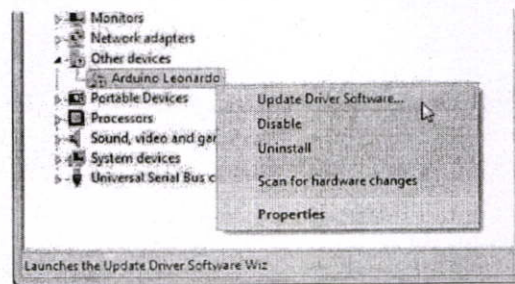 Monitors
Network adapters
Other devices
Arduino Leonardo
Portable Devices
Processors
Sound, video and gar
System devices
Universal Serial Bus c
Update Driver Software...
Disable
Uninstall
Scan for hardware changes
Properties
Launches the Update Driver Software Wiz